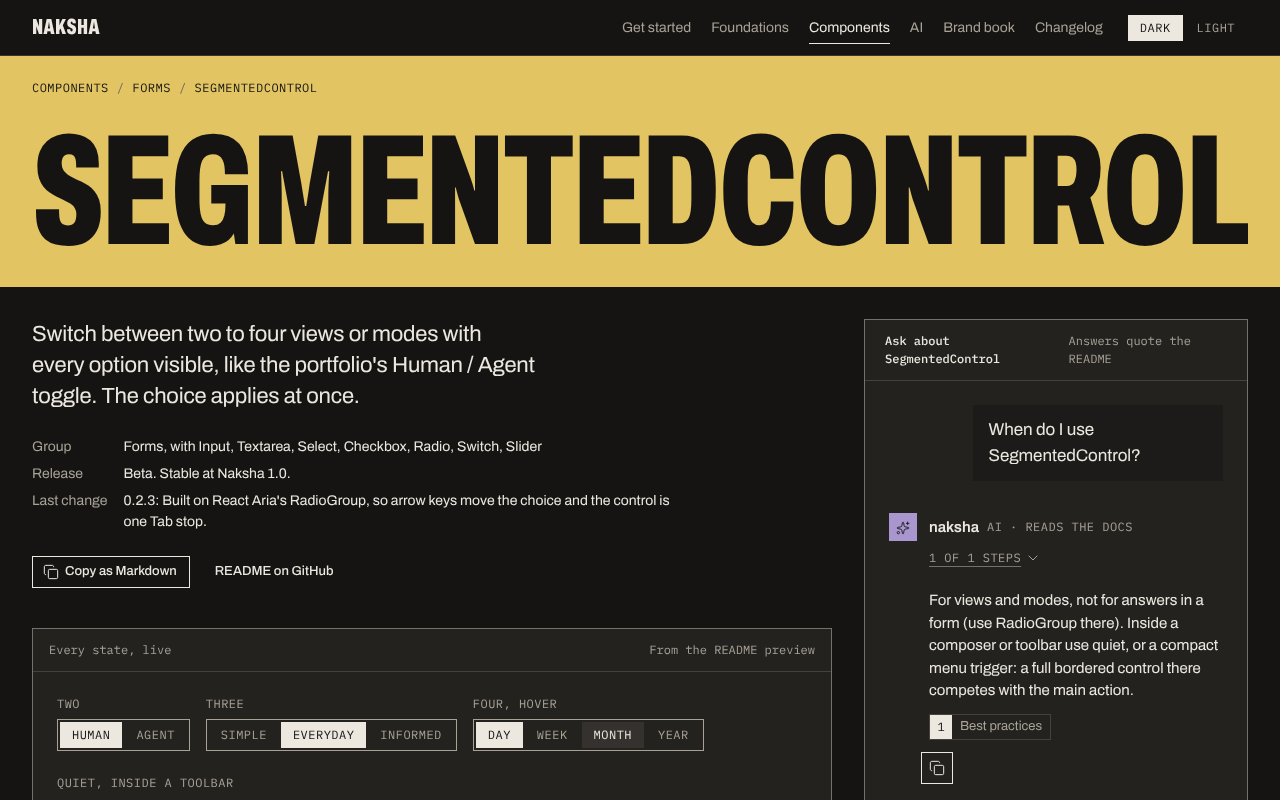 NAKSHA
Get started
Foundations
Components
AI
Brand book
Changelog
DARK
LIGHT
COMPONENTS / FORMS / SEGMENTEDCONTROL
SEGMENTEDCONTROL
Switch between two to four views or modes with
every option visible, like the portfolio's Human / Agent
toggle. The choice applies at once.
Group Forms, with Input, Textarea, Select, Checkbox, Radio, Switch, Slider
Release Beta. Stable at Naksha 1.0.
Last change 0.2.3: Built on React Aria's RadioGroup, so arrow keys move the choice and the control is
one Tab stop.
Copy as Markdown
README on GitHub
Every state, live
From the README preview
TWO
HUMAN AGENT
THREE
SIMPLE EVERYDAY INFORMED
FOUR, HOVER
DAY WEEK MONTH YEAR
QUIET, INSIDE A TOOLBAR
Ask about
SegmentedControl
Answers quote the
README
When do I use
SegmentedControl?
naksha AI · READS THE DOCS
1 OF 1 STEPS
For views and modes, not for answers in a
form (use RadioGroup there). Inside a
composer or toolbar use quiet, or a compact
menu trigger: a full bordered control there
competes with the main action.
1 Best practices